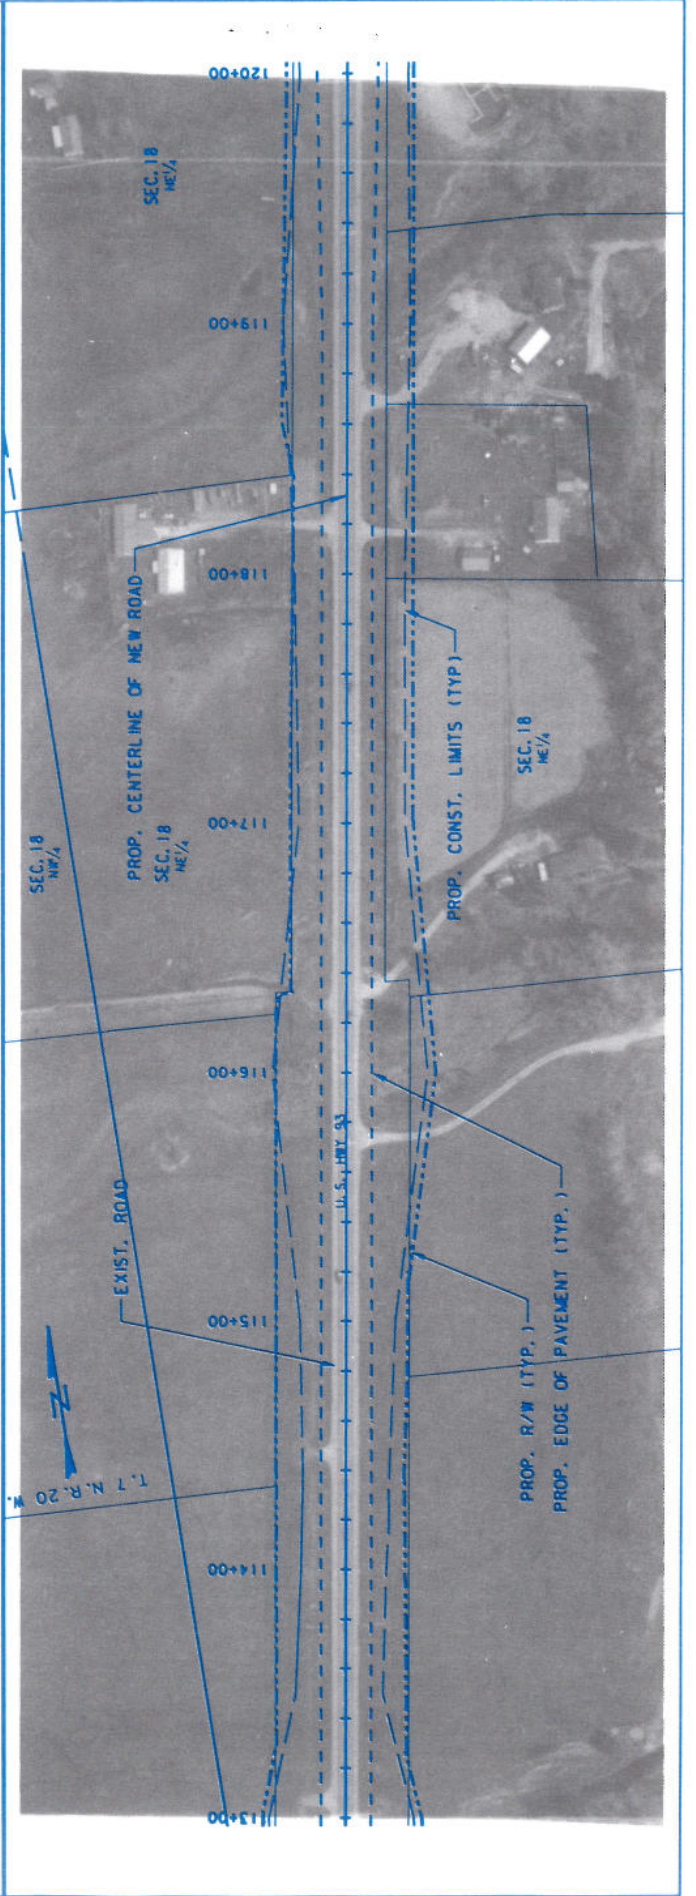 120+00
SEC. 18
NE¼
119+00
118+00
PROP. CENTERLINE OF NEW ROAD
PROP. CONST. LIMITS (TYP)
SEC. 18
NE¼
117+00
SEC. 18
NE¼
SEC. 18
NW¼
116+00
U.S. HWY 93
EXIST. ROAD
115+00
PROP. R/W (TYP.)
PROP. EDGE OF PAVEMENT (TYP.)
N
T. 7 N. R. 20 W.
114+00
113+00